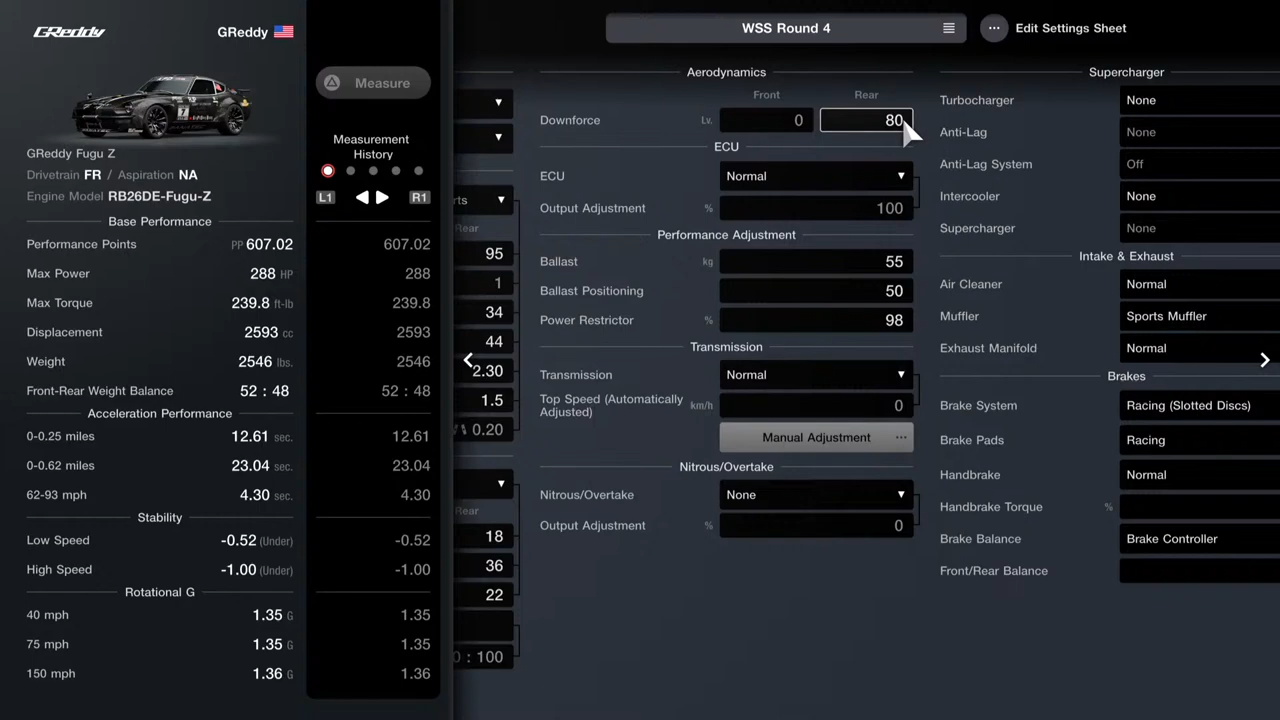 GReddy
GReddy
GReddy Fugu Z
Drivetrain FR / Aspiration NA
Engine Model RB26DE-Fugu-Z
Base Performance
Performance Points PP 607.02
Max Power 288 HP
Max Torque 239.8 ft-lb
Displacement 2593 cc
Weight 2546 lbs.
Front-Rear Weight Balance 52 : 48
Acceleration Performance
0-0.25 miles 12.61 sec.
0-0.62 miles 23.04 sec.
62-93 mph 4.30 sec.
Stability
Low Speed -0.52 (Under)
High Speed -1.00 (Under)
Rotational G
40 mph 1.35 G
75 mph 1.35 G
150 mph 1.36 G
Measure
Measurement
History
L1 R1
607.02
288
239.8
2593
2546
52 : 48
12.61
23.04
4.30
-0.52
-1.00
1.35
1.35
1.36
rts
Rear
95
1
34
44
2.30
1.5
0.20
Rear
18
36
22
0 : 100
WSS Round 4
Edit Settings Sheet
Aerodynamics
Front Rear
Downforce Lv. 0 80
ECU
ECU Normal
Output Adjustment % 100
Performance Adjustment
Ballast kg 55
Ballast Positioning 50
Power Restrictor % 98
Transmission
Transmission Normal
Top Speed (Automatically
Adjusted) km/h 0
Manual Adjustment ...
Nitrous/Overtake
Nitrous/Overtake None
Output Adjustment % 0
Supercharger
Turbocharger None
Anti-Lag None
Anti-Lag System Off
Intercooler None
Supercharger None
Intake & Exhaust
Air Cleaner Normal
Muffler Sports Muffler
Exhaust Manifold Normal
Brakes
Brake System Racing (Slotted Discs)
Brake Pads Racing
Handbrake Normal
Handbrake Torque %
Brake Balance Brake Controller
Front/Rear Balance